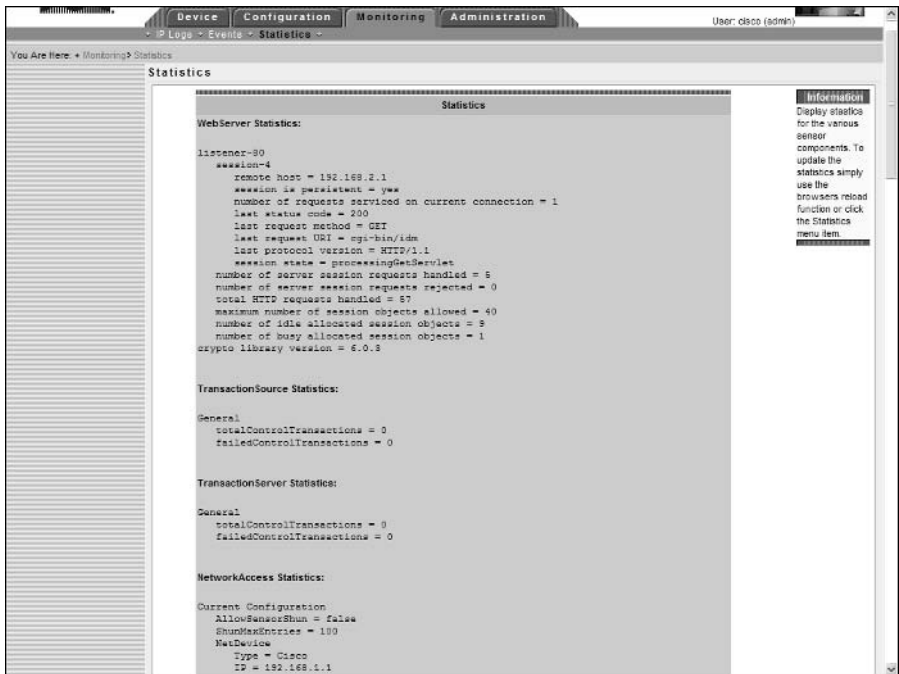 Device Configuration Monitoring Administration
User: cisco (admin)
IP Logs Events Statistics
You Are Here: Monitoring > Statistics
Statistics
Statistics
WebServer Statistics:
listener-80
session-4
remote host = 192.168.2.1
session is persistent = yes
number of requests serviced on current connection = 1
last status code = 200
last request method = GET
last request URI = cgi-bin/idm
last protocol version = HTTP/1.1
session state = processingGetServlet
number of server session requests handled = 5
number of server session requests rejected = 0
total HTTP requests handled = 57
maximum number of session objects allowed = 40
number of idle allocated session objects = 9
number of busy allocated session objects = 1
crypto library version = 6.0.3
TransactionSource Statistics:
General
totalControlTransactions = 0
failedControlTransactions = 0
TransactionServer Statistics:
General
totalControlTransactions = 0
failedControlTransactions = 0
NetworkAccess Statistics:
Current Configuration
AllowSensorShun = false
ShunMaxEntries = 100
NetDevice
Type = Cisco
IP = 192.168.1.1
Information
Display stastics
for the various
sensor
components. To
update the
statistics simply
use the
browsers reload
function or click
the Statistics
menu item.